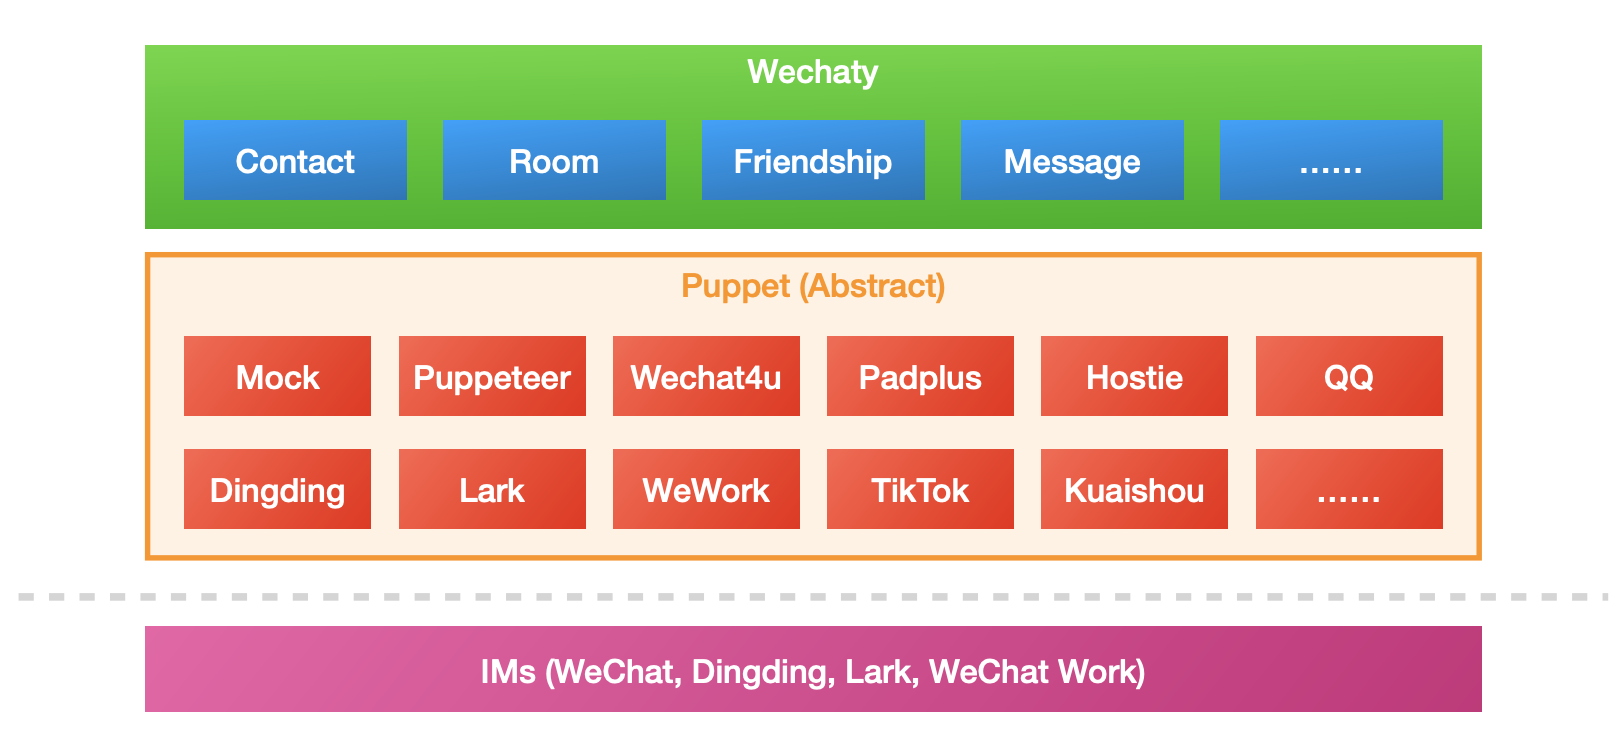 Wechaty
Contact Room Friendship Message ......
Puppet (Abstract)
Mock Puppeteer Wechat4u Padplus Hostie QQ
Dingding Lark WeWork TikTok Kuaishou ......
IMs (WeChat, Dingding, Lark, WeChat Work)